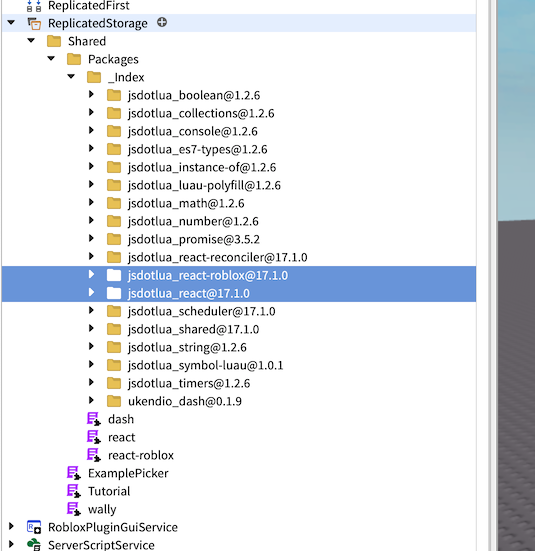 ReplicatedFirst
ReplicatedStorage
Shared
Packages
_Index
jsdotlua_boolean@1.2.6
jsdotlua_collections@1.2.6
jsdotlua_console@1.2.6
jsdotlua_es7-types@1.2.6
jsdotlua_instance-of@1.2.6
jsdotlua_luau-polyfill@1.2.6
jsdotlua_math@1.2.6
jsdotlua_number@1.2.6
jsdotlua_promise@3.5.2
jsdotlua_react-reconciler@17.1.0
jsdotlua_react-roblox@17.1.0
jsdotlua_react@17.1.0
jsdotlua_scheduler@17.1.0
jsdotlua_shared@17.1.0
jsdotlua_string@1.2.6
jsdotlua_symbol-luau@1.0.1
jsdotlua_timers@1.2.6
ukendio_dash@0.1.9
dash
react
react-roblox
ExamplePicker
Tutorial
wally
RobloxPluginGuiService
ServerScriptService